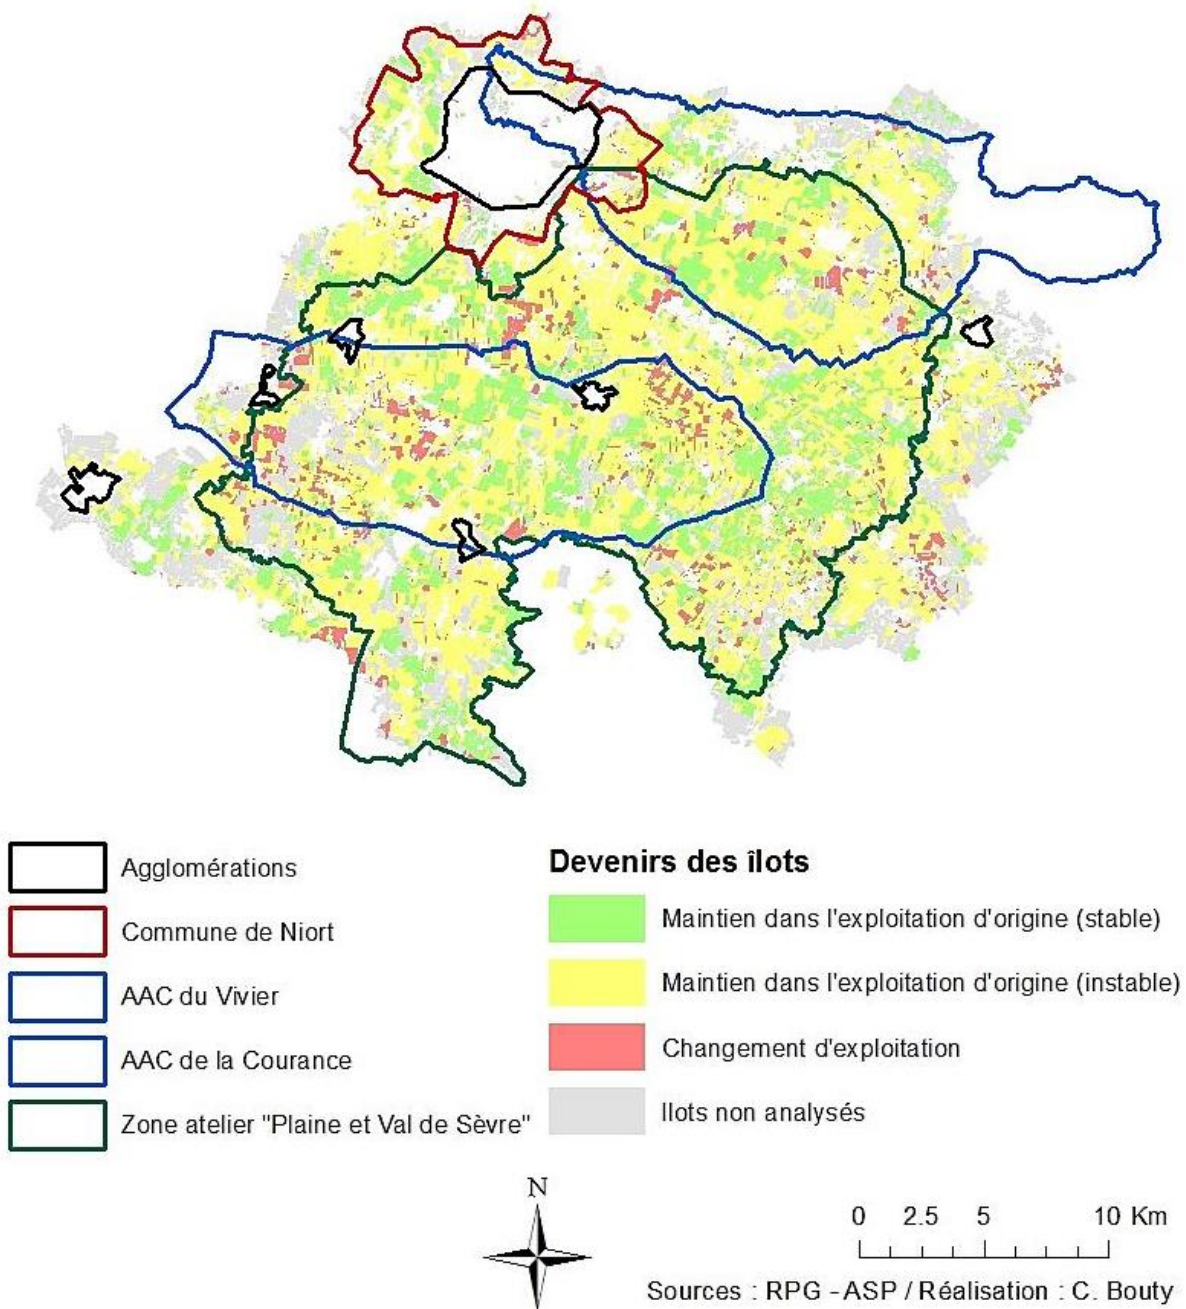 Agglomérations
Commune de Niort
AAC du Vivier
AAC de la Courance
Zone atelier "Plaine et Val de Sèvre"
Devenirs des îlots
Maintien dans l'exploitation d'origine (stable)
Maintien dans l'exploitation d'origine (instable)
Changement d'exploitation
Ilots non analysés
N
0 2.5 5 10 Km
Sources : RPG - ASP / Réalisation : C. Bouty